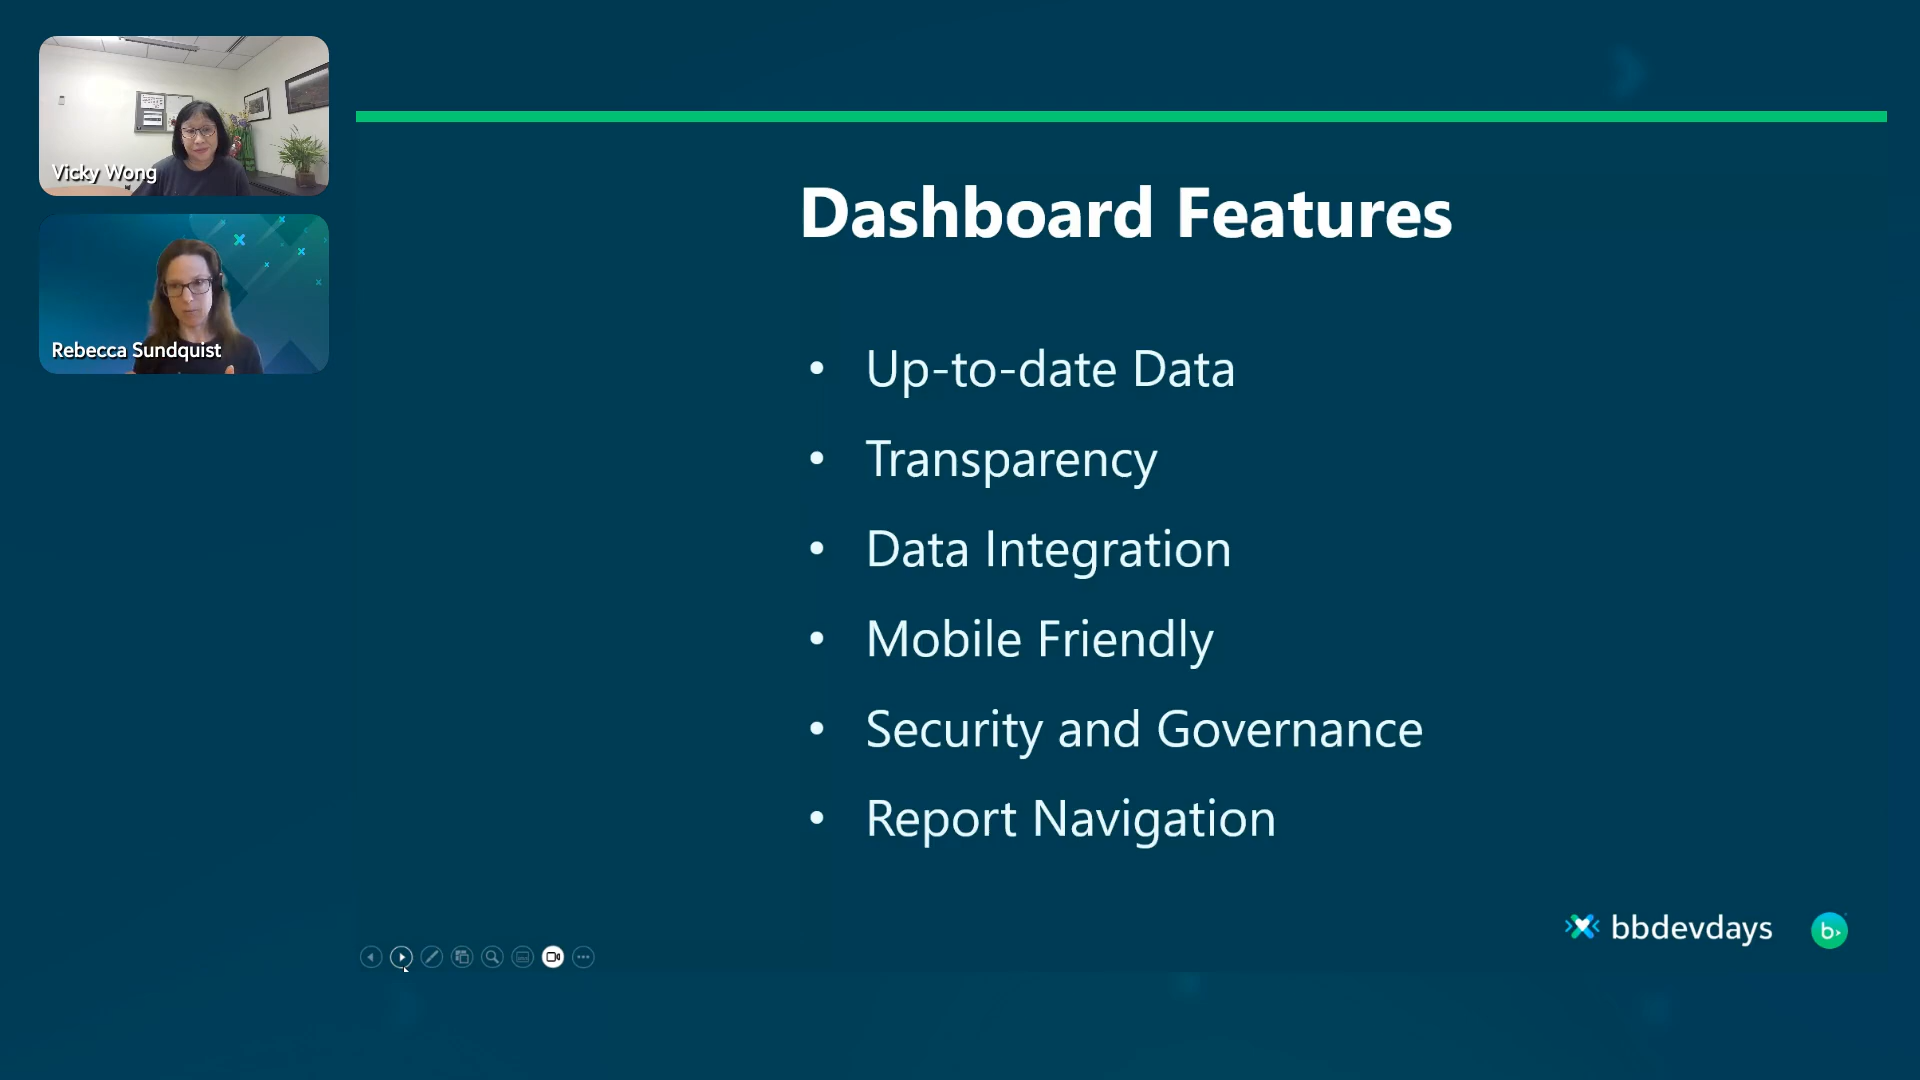 Vicky Wong
Rebecca Sundquist
Dashboard Features
• Up-to-date Data
• Transparency
• Data Integration
• Mobile Friendly
• Security and Governance
• Report Navigation
bbdevdays
b